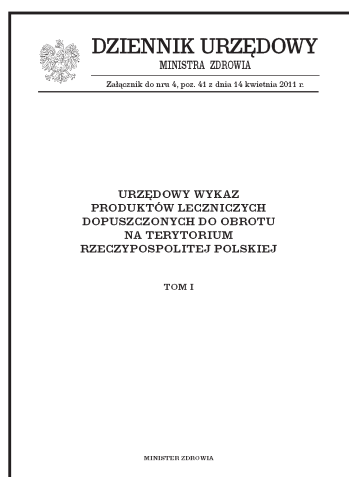 DZIENNIK URZĘDOWY
MINISTRA ZDROWIA
Załącznik do nru 4, poz. 41 z dnia 14 kwietnia 2011 r.
URZĘDOWY WYKAZ
PRODUKTÓW LECZNICZYCH
DOPUSZCZONYCH DO OBROTU
NA TERYTORIUM
RZECZYPOSPOLITEJ POLSKIEJ
TOM I
MINISTER ZDROWIA